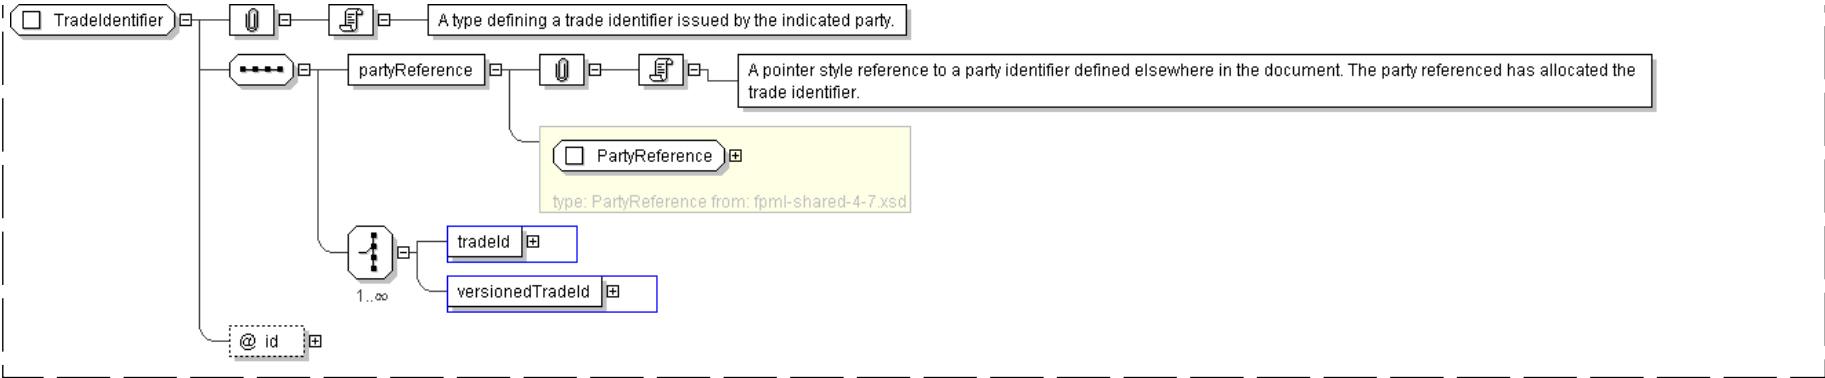 TradeIdentifier
A type defining a trade identifier issued by the indicated party.
partyReference
A pointer style reference to a party identifier defined elsewhere in the document. The party referenced has allocated the
trade identifier.
PartyReference
type: PartyReference from: fpml-shared-4-7.xsd
tradeId
versionedTradeId
1..∞
@ id